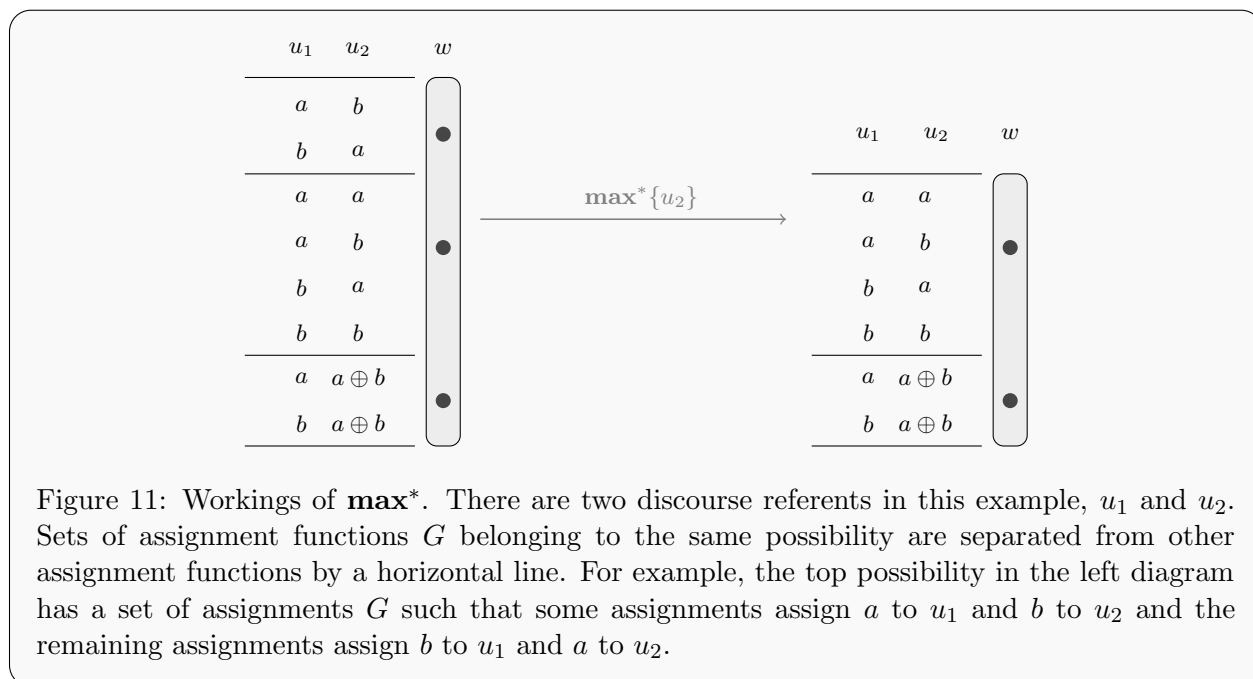 u₁ u₂ w
a b
b a
a a
a b
b a
b b
a a ⊕ b
b a ⊕ b
max*{u₂}
u₁ u₂ w
a a
a b
b a
b b
a a ⊕ b
b a ⊕ b
Figure 11: Workings of max*. There are two discourse referents in this example, u₁ and u₂.
Sets of assignment functions G belonging to the same possibility are separated from other
assignment functions by a horizontal line. For example, the top possibility in the left diagram
has a set of assignments G such that some assignments assign a to u₁ and b to u₂ and the
remaining assignments assign b to u₁ and a to u₂.